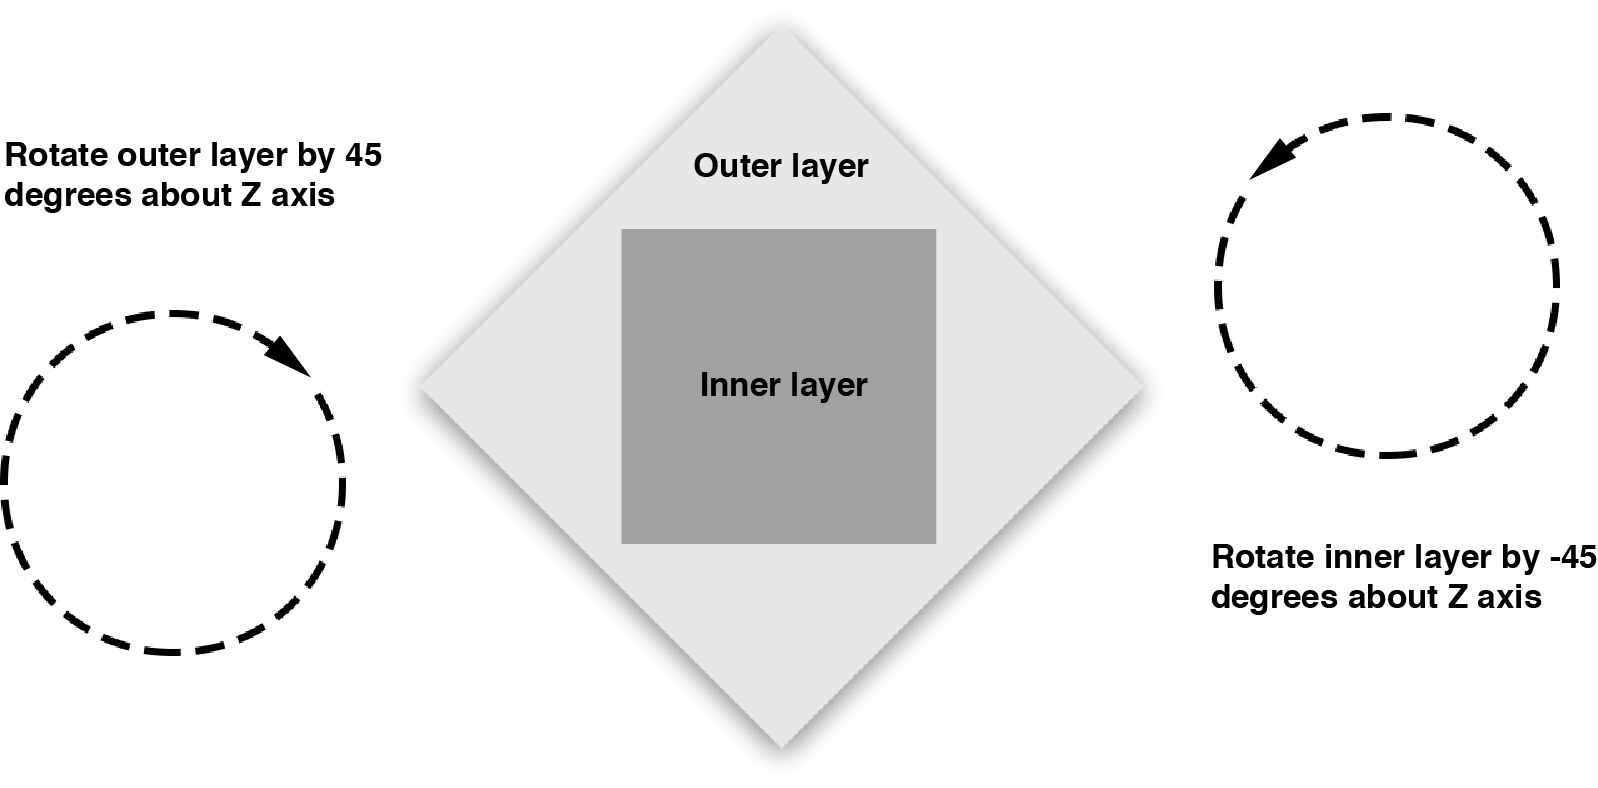 Rotate outer layer by 45
degrees about Z axis
Outer layer
Inner layer
Rotate inner layer by -45
degrees about Z axis